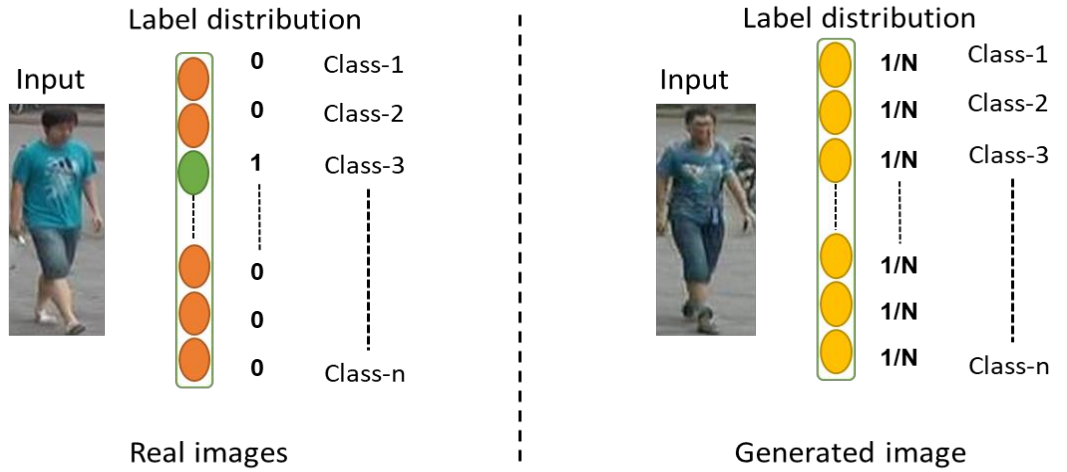 Label distribution
Input
0 Class-1
0 Class-2
1 Class-3
0
0
0 Class-n
Real images
Label distribution
Input
1/N Class-1
1/N Class-2
1/N Class-3
1/N
1/N
1/N Class-n
Generated image